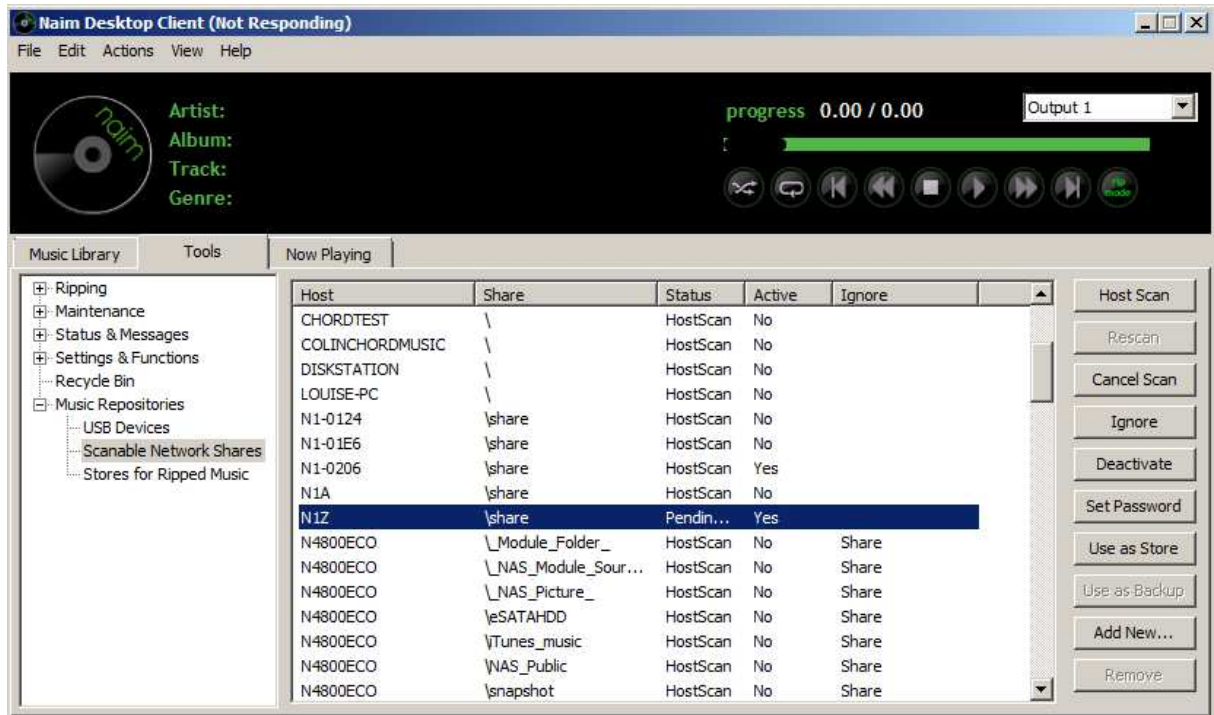 Naim Desktop Client (Not Responding)
File Edit Actions View Help
naim
Artist:
Album:
Track:
Genre:
progress 0.00 / 0.00
Output 1
rip
mode
Music Library Tools Now Playing
Ripping
Maintenance
Status & Messages
Settings & Functions
Recycle Bin
Music Repositories
USB Devices
Scanable Network Shares
Stores for Ripped Music
Host Share Status Active Ignore
CHORDTEST \ HostScan No
COLINCHORDMUSIC \ HostScan No
DISKSTATION \ HostScan No
LOUISE-PC \ HostScan No
N1-0124 \share HostScan No
N1-01E6 \share HostScan No
N1-0206 \share HostScan Yes
N1A \share HostScan No
N1Z \share Pendin... Yes
N4800ECO \_Module_Folder_ HostScan No Share
N4800ECO \_NAS_Module_Sour... HostScan No Share
N4800ECO \_NAS_Picture_ HostScan No Share
N4800ECO \eSATAHDD HostScan No Share
N4800ECO \iTunes_music HostScan No Share
N4800ECO \NAS_Public HostScan No Share
N4800ECO \snapshot HostScan No Share
Host Scan
Rescan
Cancel Scan
Ignore
Deactivate
Set Password
Use as Store
Use as Backup
Add New...
Remove